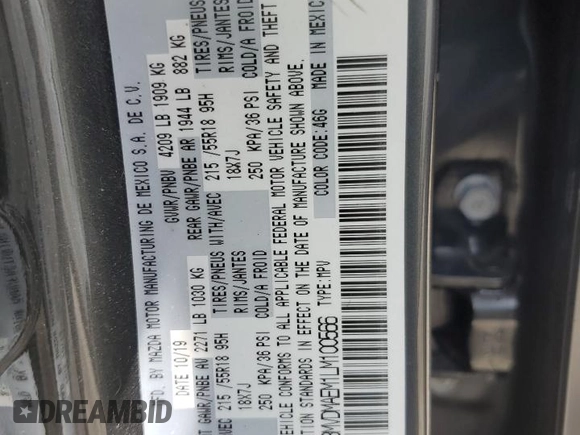 MFD. BY MAZDA MOTOR MANUFACTURING DE MEXICO S.A. DE C.V.
DATE 10/19 GVWR/PNBV 4209 LB 1909 KG
GAWR/PNBE AV 2271 LB 1030 KG REAR GAWR/PNBE AR 1944 LB 882 KG
TIRES/PNEUS WITH/AVEC 215 /55R18 95H TIRES/PNEUS
215 /55R18 95H RIMS/JANTES 18X7J RIMS/JANTES
18X7J COLD/A FROID 250 KPA/36 PSI COLD/A FROID
250 KPA/36 PSI
VEHICLE CONFORMS TO ALL APPLICABLE FEDERAL MOTOR VEHICLE SAFETY AND THEFT
STANDARDS IN EFFECT ON THE DATE OF MANUFACTURE SHOWN ABOVE.
TYPE:MPV COLOR CODE:46G MADE IN MEXICO
RideSafely